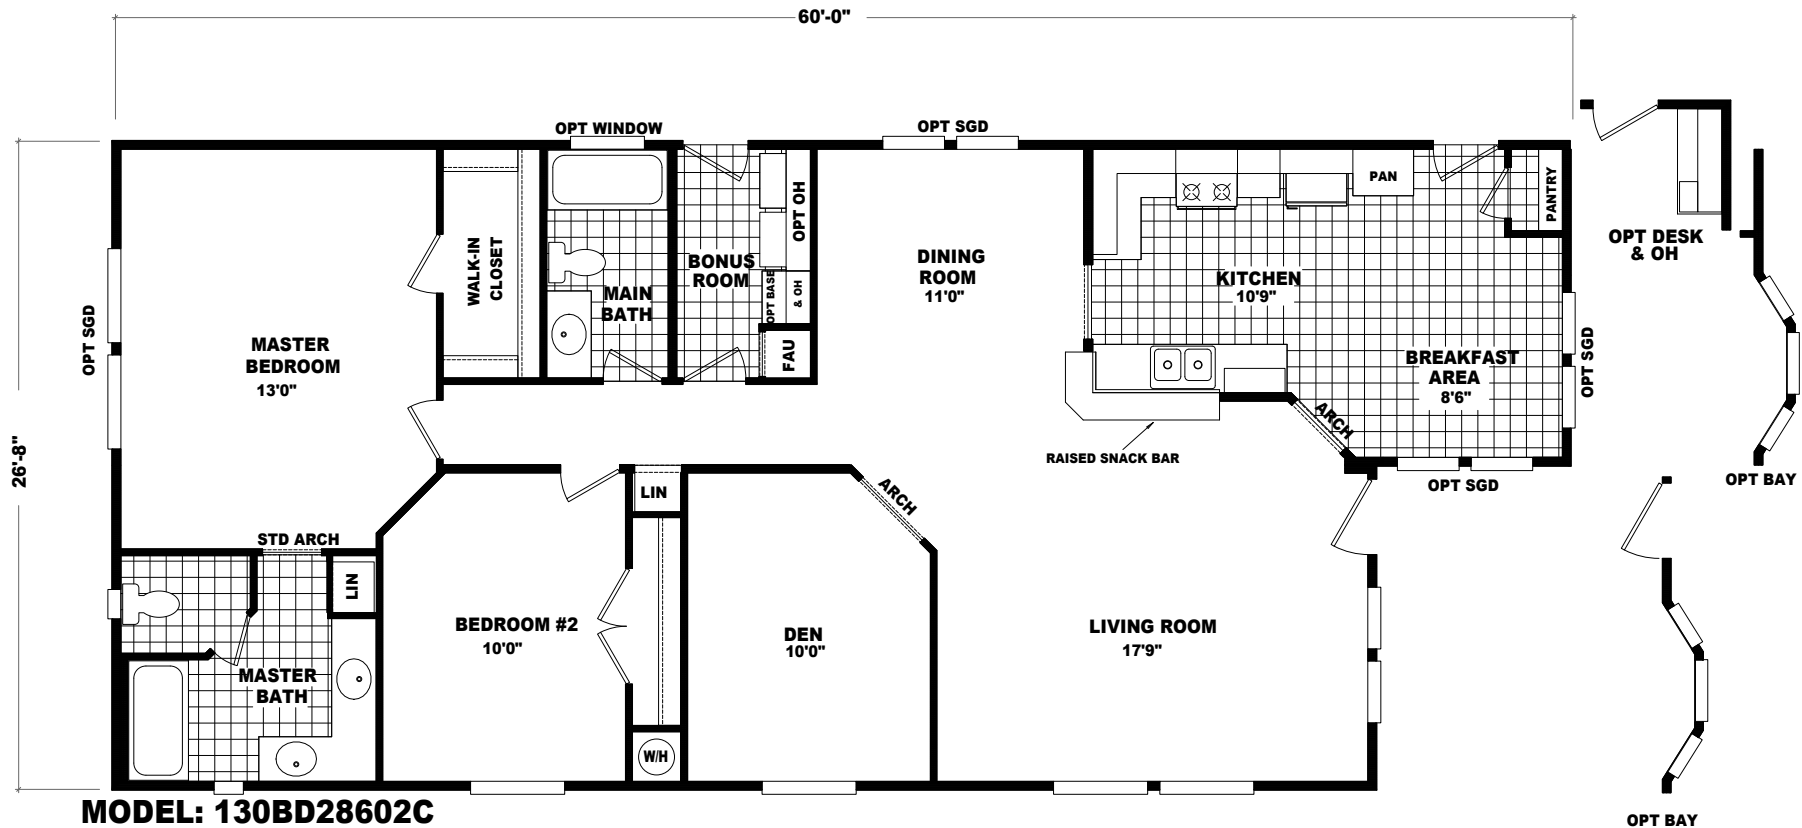 60'-0"
OPT WINDOW
OPT SGD
26'-8"
OPT SGD
MASTER
BEDROOM
13'0"
WALK-IN
CLOSET
MAIN
BATH
BONUS
ROOM
OPT OH
OPT BASE
& OH
FAU
DINING
ROOM
11'0"
KITCHEN
10'9"
PAN
PANTRY
BREAKFAST
AREA
8'6"
OPT SGD
ARCH
RAISED SNACK BAR
OPT SGD
OPT DESK
& OH
OPT BAY
STD ARCH
LIN
MASTER
BATH
BEDROOM #2
10'0"
LIN
W/H
ARCH
DEN
10'0"
LIVING ROOM
17'9"
OPT BAY
MODEL: 130BD28602C